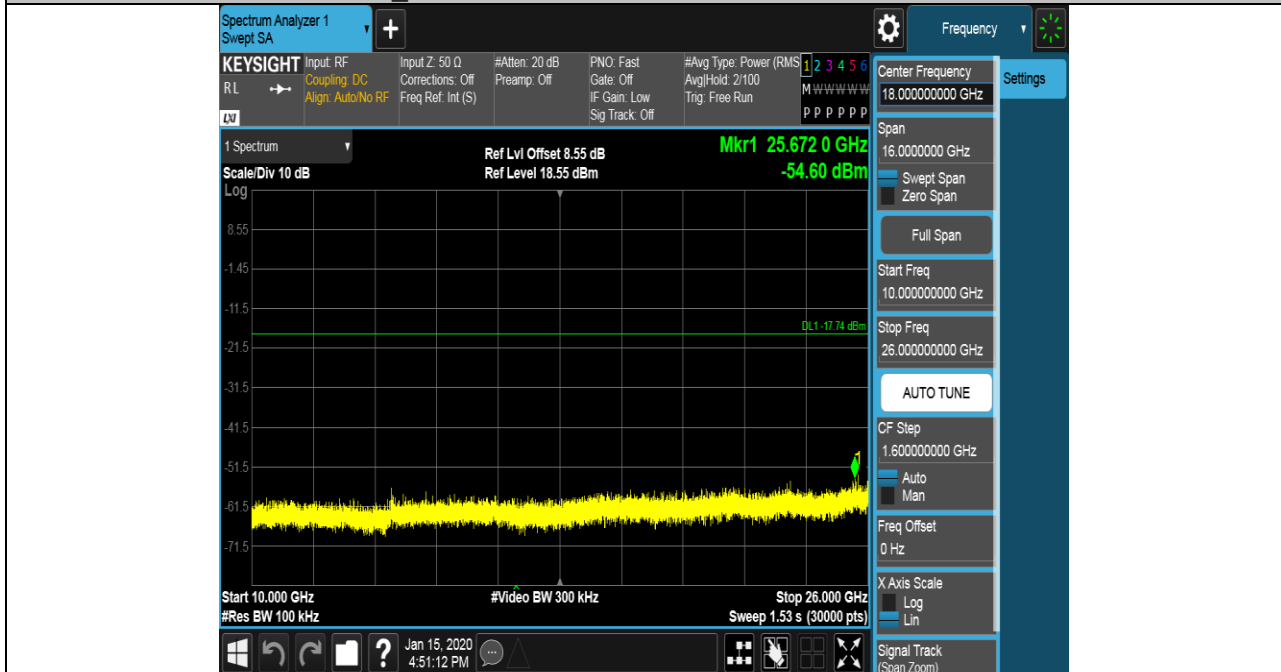 Spectrum Analyzer 1
Swept SA
+
Frequency
KEYSIGHT
RL
LXI
Input: RF
Coupling: DC
Align: Auto/No RF
Input Z: 50 Ω
Corrections: Off
Freq Ref: Int (S)
#Atten: 20 dB
Preamp: Off
PNO: Fast
Gate: Off
IF Gain: Low
Sig Track: Off
#Avg Type: Power (RMS
Avg|Hold: 2/100
Trig: Free Run
1 2 3 4 5 6
M W W W W W
P P P P P P
1 Spectrum
Scale/Div 10 dB
Log
Ref Lvl Offset 8.55 dB
Ref Level 18.55 dBm
Mkr1 25.672 0 GHz
-54.60 dBm
8.55
-1.45
-11.5
-21.5
-31.5
-41.5
-51.5
-61.5
-71.5
DL1 -17.74 dBm
1
Start 10.000 GHz
#Res BW 100 kHz
#Video BW 300 kHz
Stop 26.000 GHz
Sweep 1.53 s (30000 pts)
?
Jan 15, 2020
4:51:12 PM
Center Frequency
18.000000000 GHz
Span
16.0000000 GHz
Swept Span
Zero Span
Full Span
Start Freq
10.000000000 GHz
Stop Freq
26.000000000 GHz
AUTO TUNE
CF Step
1.600000000 GHz
Auto
Man
Freq Offset
0 Hz
X Axis Scale
Log
Lin
Signal Track
(Span Zoom)
Settings